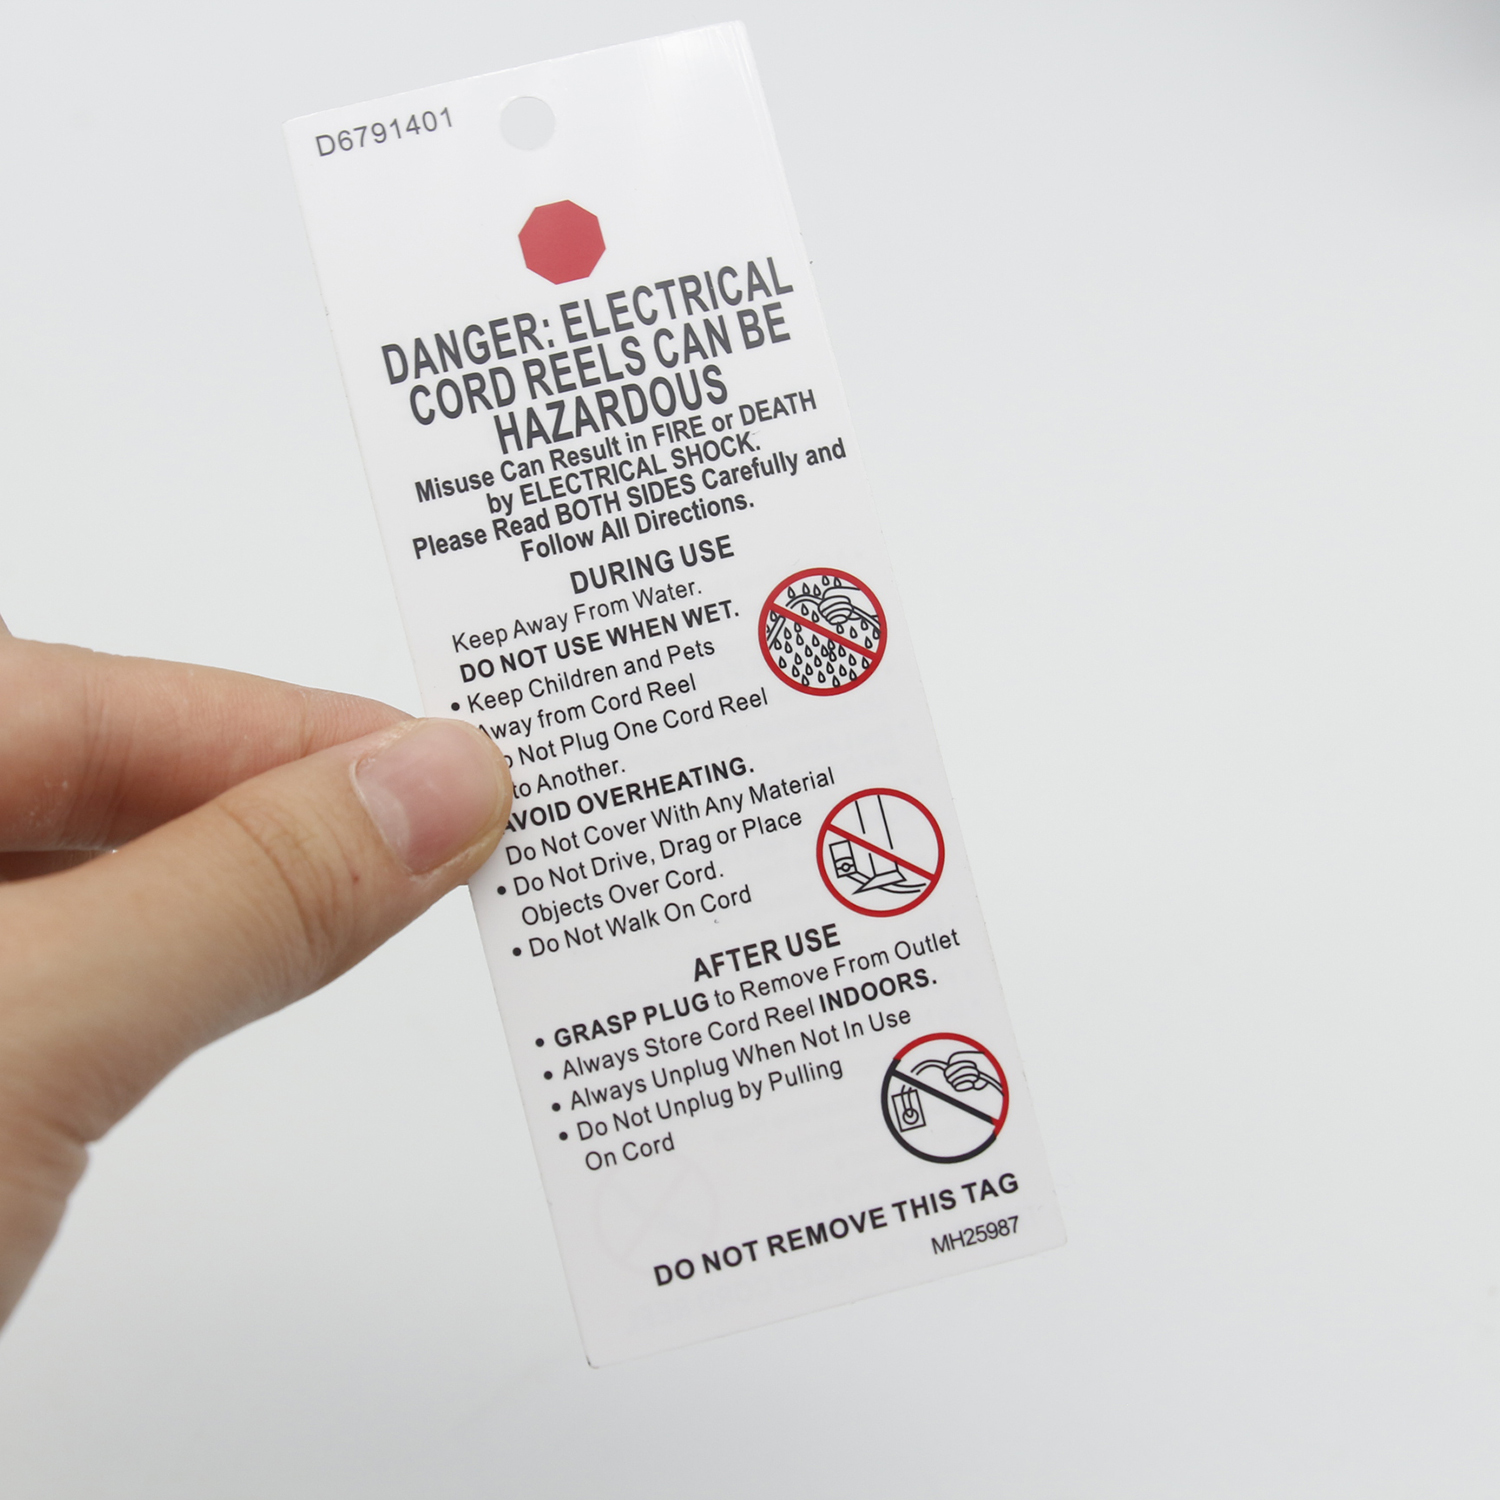 D6791401
DANGER: ELECTRICAL
CORD REELS CAN BE
HAZARDOUS
Misuse Can Result in FIRE or DEATH
by ELECTRICAL SHOCK.
Please Read BOTH SIDES Carefully and
Follow All Directions.
DURING USE
Keep Away From Water.
DO NOT USE WHEN WET.
• Keep Children and Pets
Away from Cord Reel
Not Plug One Cord Reel
to Another.
AVOID OVERHEATING.
Do Not Cover With Any Material
• Do Not Drive, Drag or Place
Objects Over Cord.
• Do Not Walk On Cord
AFTER USE
• GRASP PLUG to Remove From Outlet
• Always Store Cord Reel INDOORS.
• Always Unplug When Not In Use
• Do Not Unplug by Pulling
On Cord
DO NOT REMOVE THIS TAG
MH25987